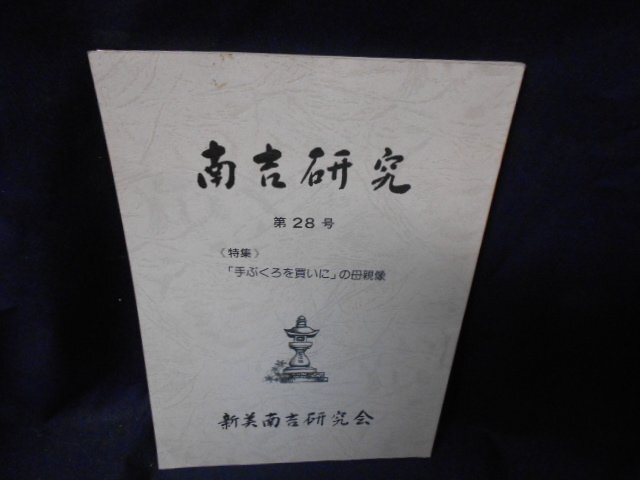 南吉研究
第28号
《特集》
「手ぶくろを買いに」の母親像
新美南吉研究会